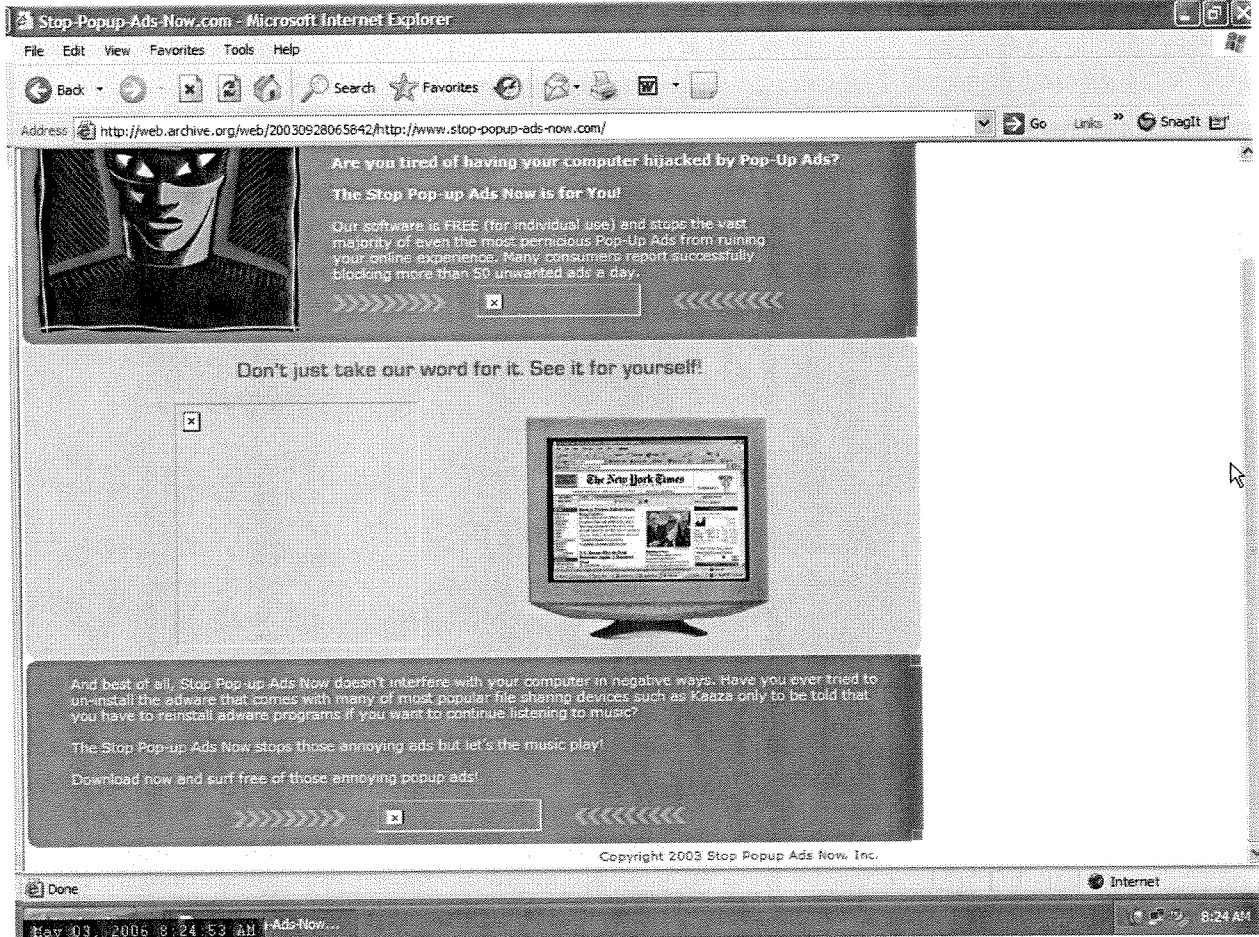 Stop-Popup-Ads-Now.com - Microsoft Internet Explorer
File Edit View Favorites Tools Help
Back Search Favorites
Address http://web.archive.org/web/20030928065842/http://www.stop-popup-ads-now.com/ Go Links » SnagIt
Are you tired of having your computer hijacked by Pop-Up Ads?
The Stop Pop-up Ads Now is for You!
Our software is FREE (for individual use) and stops the vast
majority of even the most pernicious Pop-Up Ads from ruining
your online experience. Many consumers report successfully
blocking more than 50 unwanted ads a day.
Don't just take our word for it. See it for yourself!
The New York Times
And best of all, Stop Pop-up Ads Now doesn't interfere with your computer in negative ways. Have you ever tried to
un-install the adware that comes with many of most popular file sharing devices such as Kaaza only to be told that
you have to reinstall adware programs if you want to continue listening to music?
The Stop Pop-up Ads Now stops those annoying ads but let's the music play!
Download now and surf free of those annoying popup ads!
Copyright 2003 Stop Popup Ads Now, Inc.
Done Internet
May 03, 2006 8:24:53 AM -Ads-Now... 8:24 AM